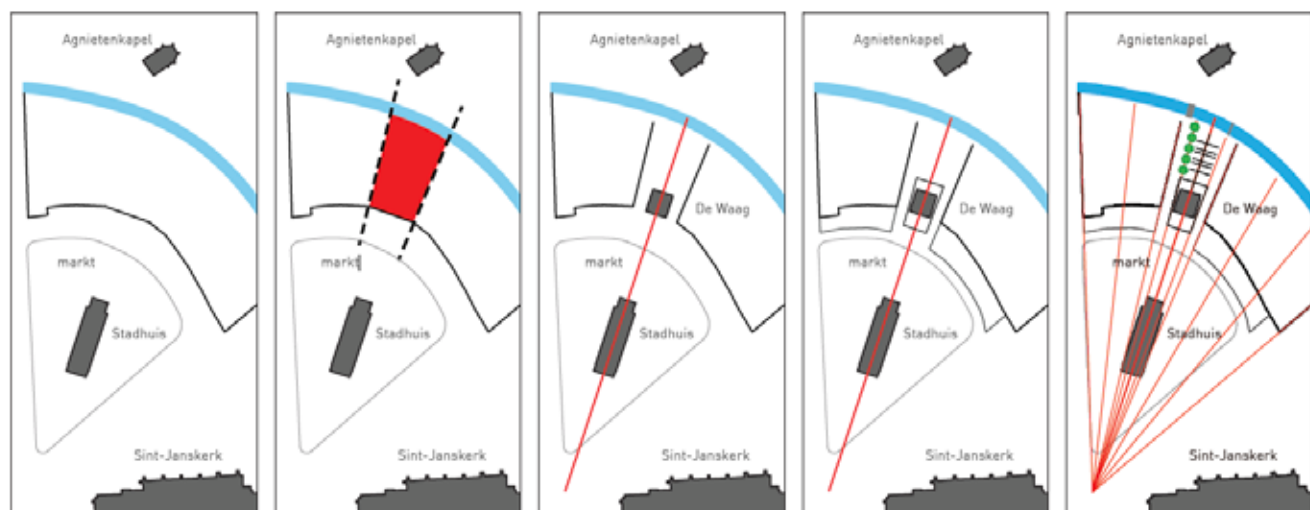 Agnietenkapel
markt
Stadhuis
Sint-Janskerk
Agnietenkapel
markt
Stadhuis
Sint-Janskerk
Agnietenkapel
De Waag
markt
Stadhuis
Sint-Janskerk
Agnietenkapel
De Waag
markt
Stadhuis
Sint-Janskerk
Agnietenkapel
De Waag
markt
Stadhuis
Sint-Janskerk